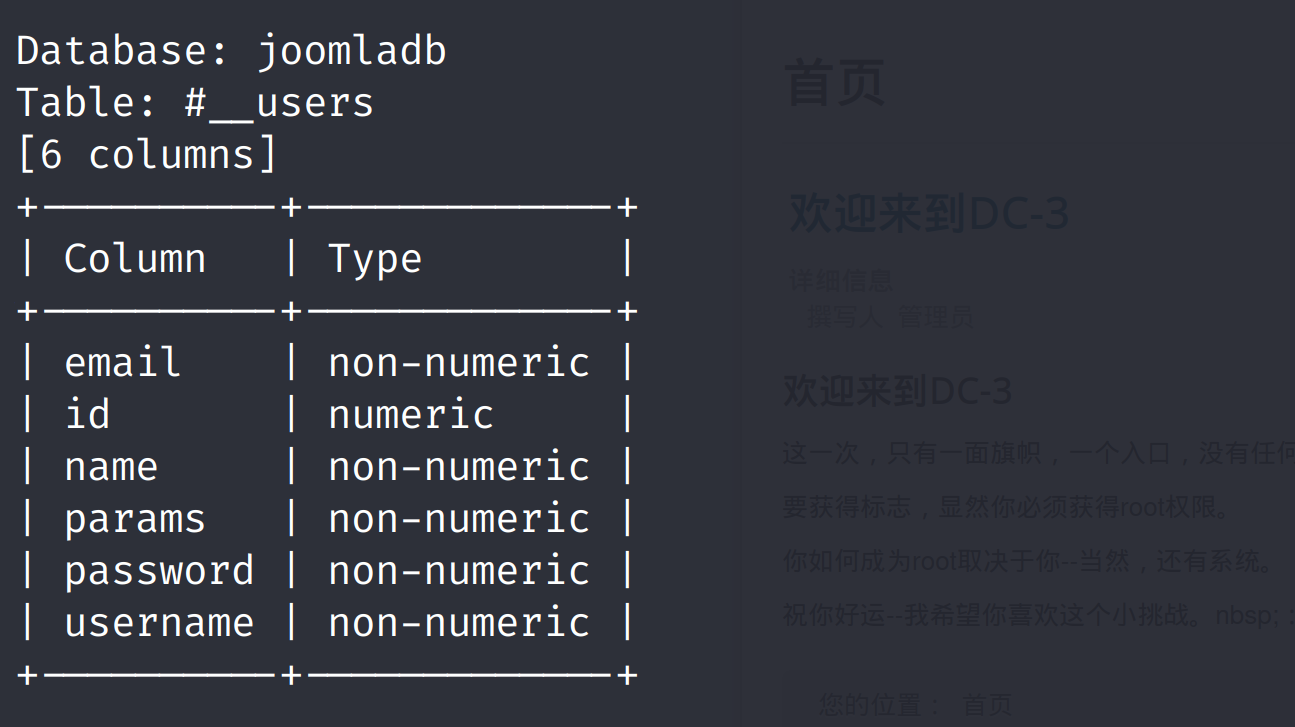 Database: joomladb
Table: #__users
[6 columns]
+----------+-------------+
| Column   | Type        |
+----------+-------------+
| email    | non-numeric |
| id       | numeric     |
| name     | non-numeric |
| params   | non-numeric |
| password | non-numeric |
| username | non-numeric |
+----------+-------------+
首页
欢迎来到DC-3
详细信息
撰写人 管理员
欢迎来到DC-3
这一次，只有一面旗帜，一个入口，没有任何
要获得标志，显然你必须获得root权限。
你如何成为root取决于你--当然，还有系统。
祝你好运--我希望你喜欢这个小挑战。nbsp; :
您的位置： 首页